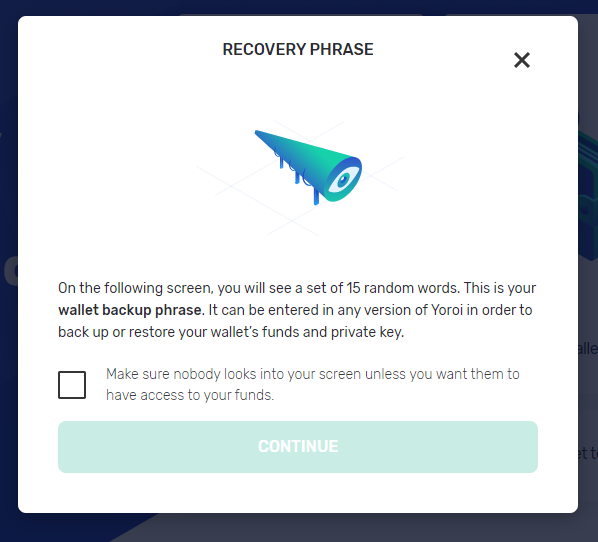 RECOVERY PHRASE
On the following screen, you will see a set of 15 random words. This is your
wallet backup phrase. It can be entered in any version of Yoroi in order to
back up or restore your wallet’s funds and private key.
Make sure nobody looks into your screen unless you want them to
have access to your funds.
CONTINUE